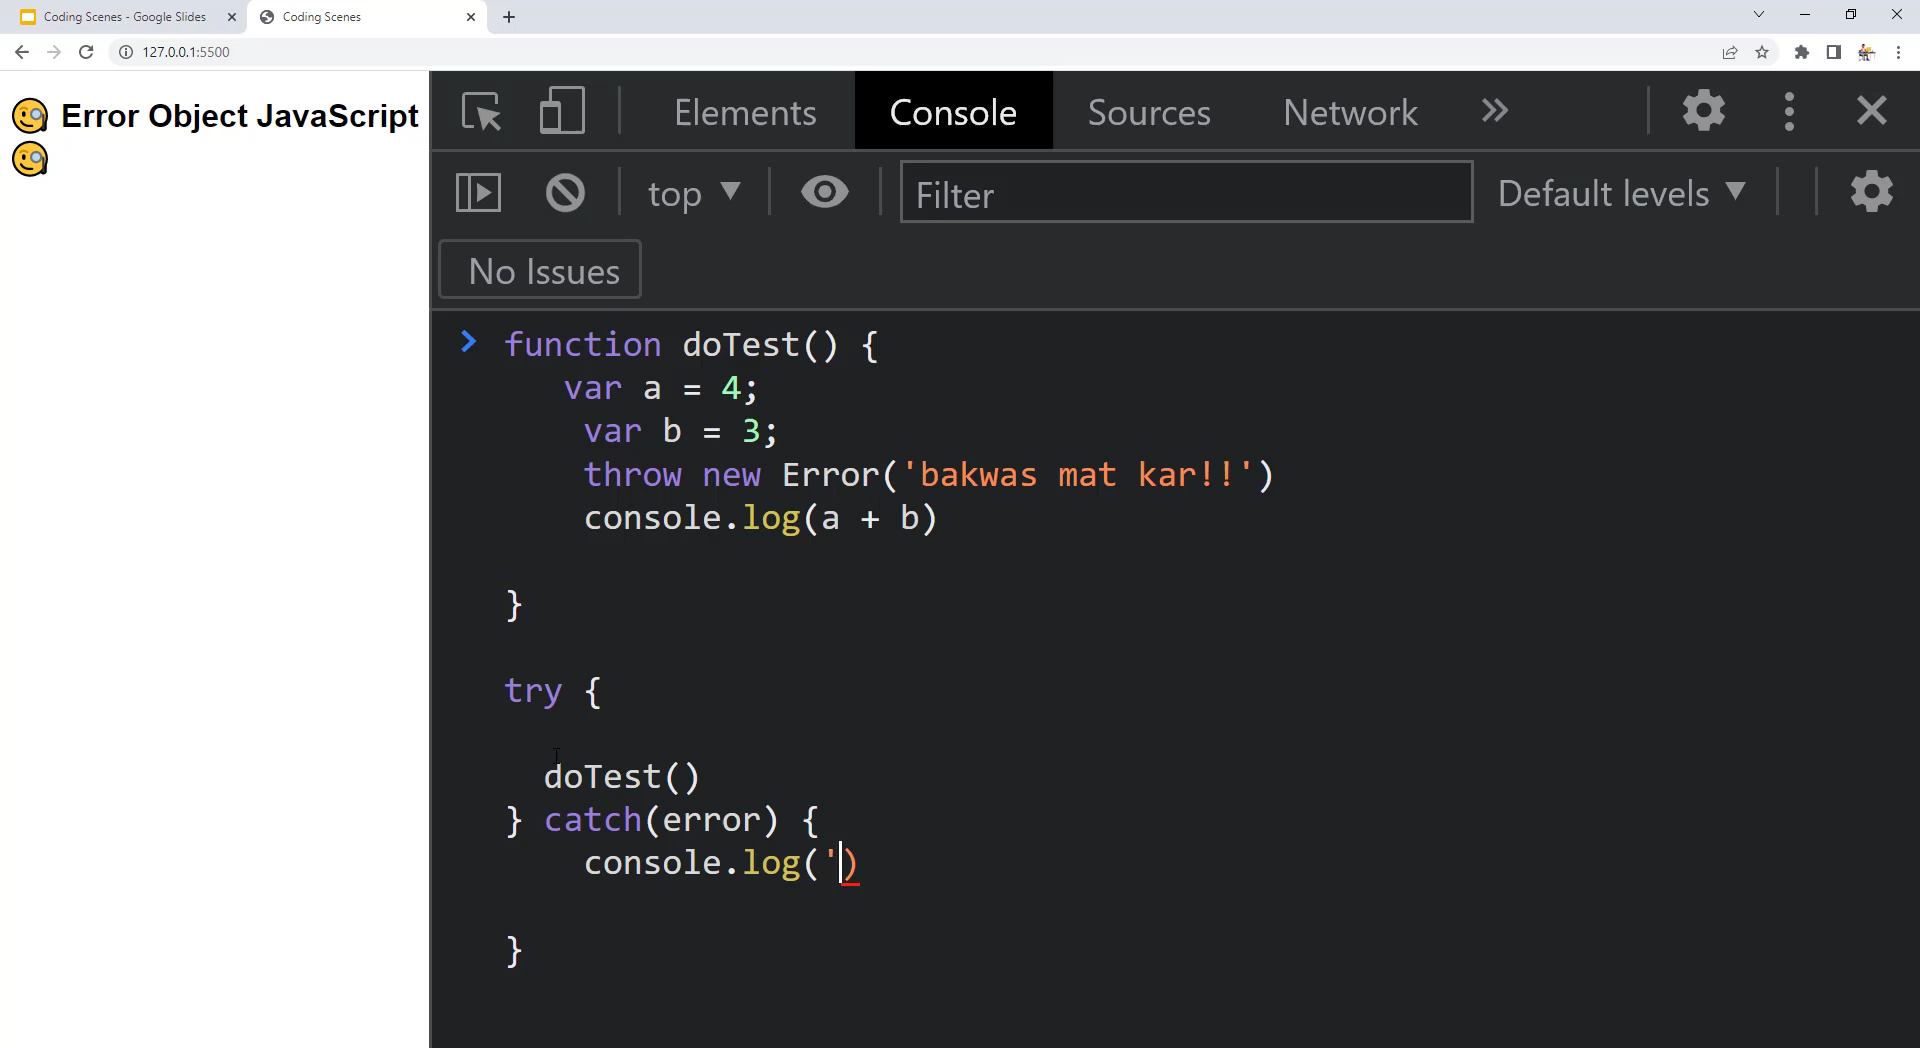 Coding Scenes - Google Slides
Coding Scenes
127.0.0.1:5500
Error Object JavaScript
Elements
Console
Sources
Network
top
Filter
Default levels
No Issues
function doTest() {
var a = 4;
var b = 3;
throw new Error('bakwas mat kar!!')
console.log(a + b)
}
try {
doTest()
} catch(error) {
console.log(')
}